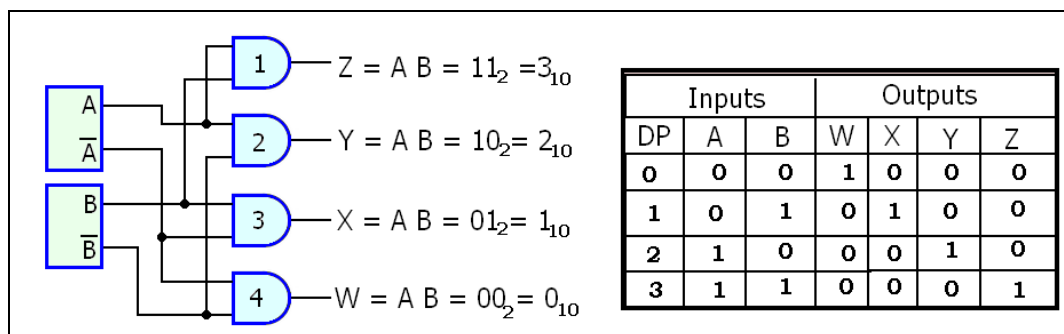 A
A̅
B
B̅
1
2
3
4
Z = A B = 11₂ =3₁₀
Y = A B = 10₂= 2₁₀
X = A B = 01₂= 1₁₀
W = A B = 00₂= 0₁₀
Inputs Outputs
DP A B W X Y Z
0 0 0 1 0 0 0
1 0 1 0 1 0 0
2 1 0 0 0 1 0
3 1 1 0 0 0 1